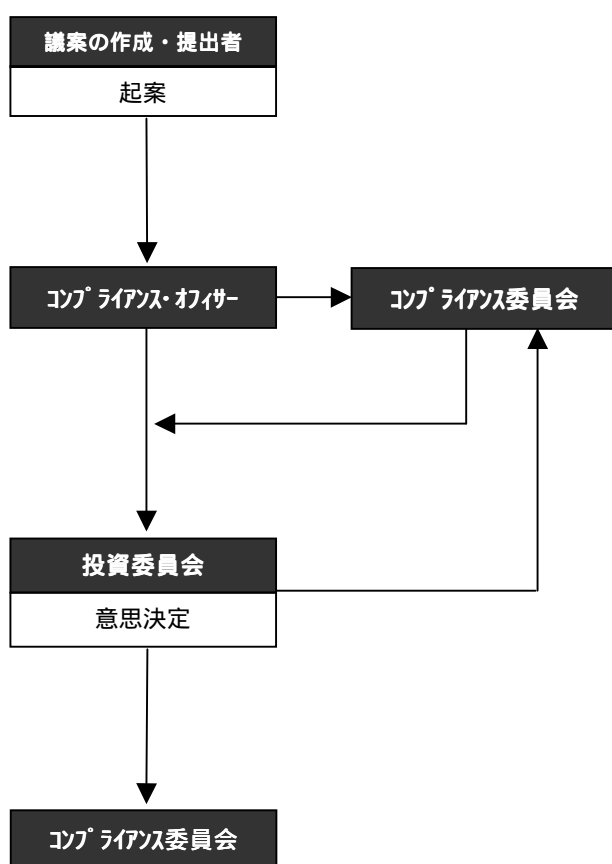 議案の作成・提出者
起案
ｺﾝﾌﾟﾗｲｱﾝｽ･ｵﾌｨｻｰ
ｺﾝﾌﾟﾗｲｱﾝｽ委員会
投資委員会
意思決定
ｺﾝﾌﾟﾗｲｱﾝｽ委員会